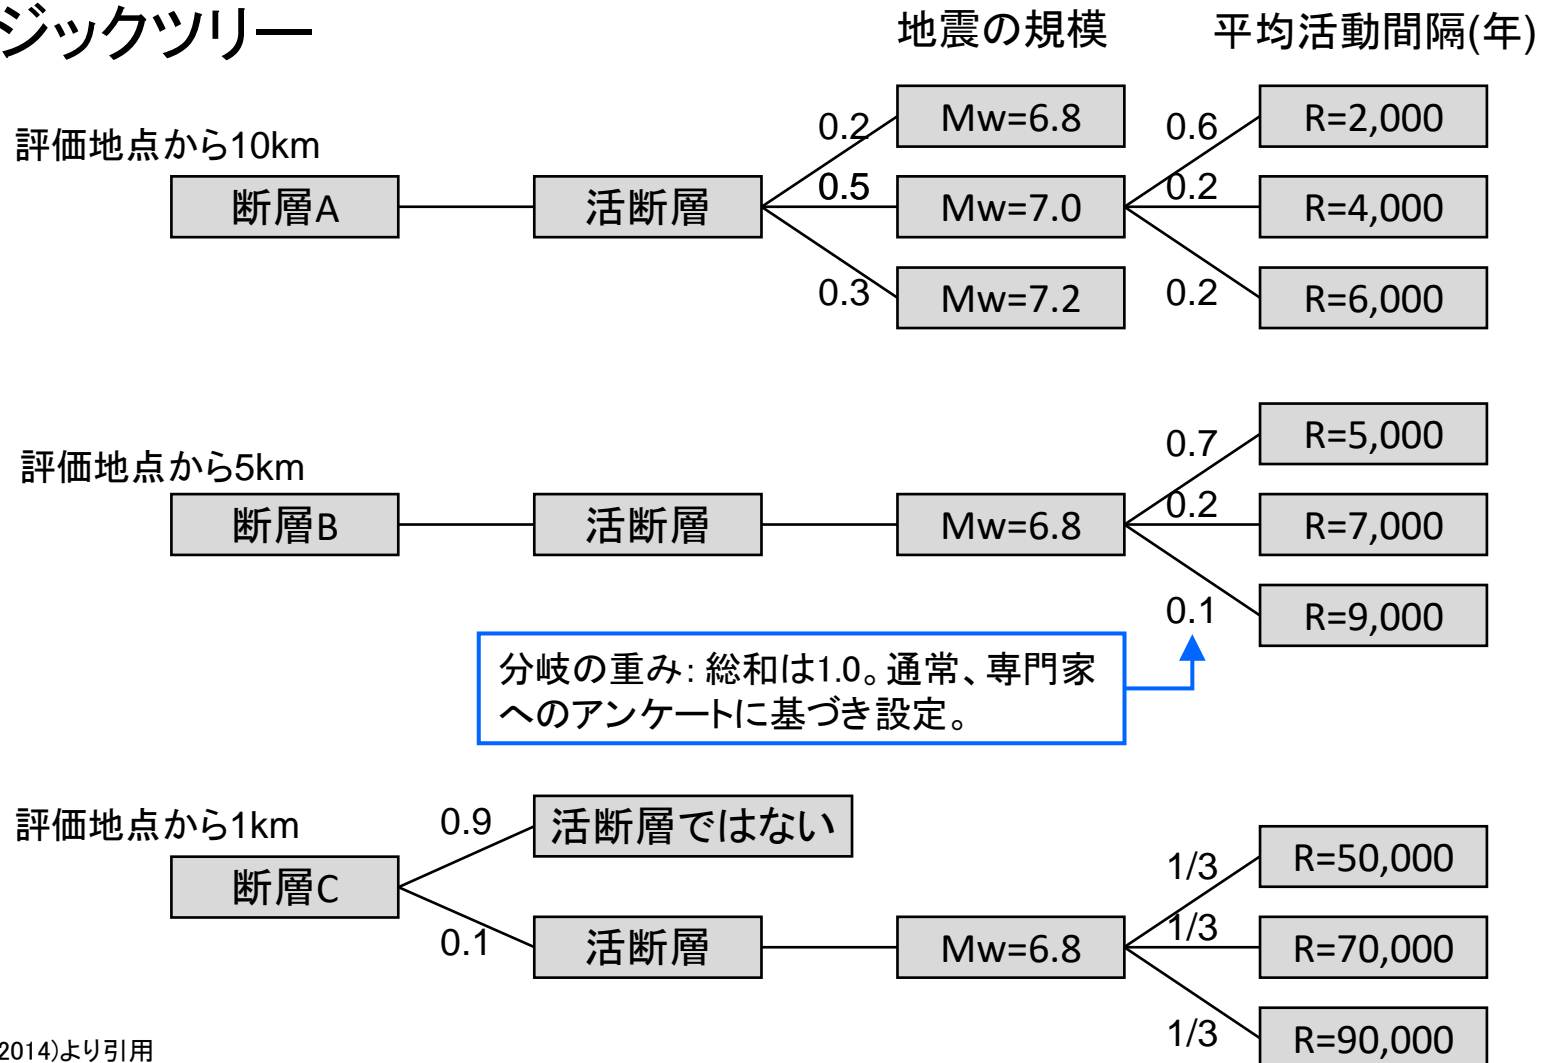 ジックツリー
地震の規模
平均活動間隔(年)
評価地点から10km
断層A
活断層
0.2
0.5
0.3
Mw=6.8
Mw=7.0
Mw=7.2
0.6
0.2
0.2
R=2,000
R=4,000
R=6,000
評価地点から5km
断層B
活断層
Mw=6.8
0.7
0.2
0.1
R=5,000
R=7,000
R=9,000
分岐の重み: 総和は1.0。通常、専門家
へのアンケートに基づき設定。
評価地点から1km
断層C
0.9
0.1
活断層ではない
活断層
Mw=6.8
1/3
1/3
1/3
R=50,000
R=70,000
R=90,000
2014)より引用